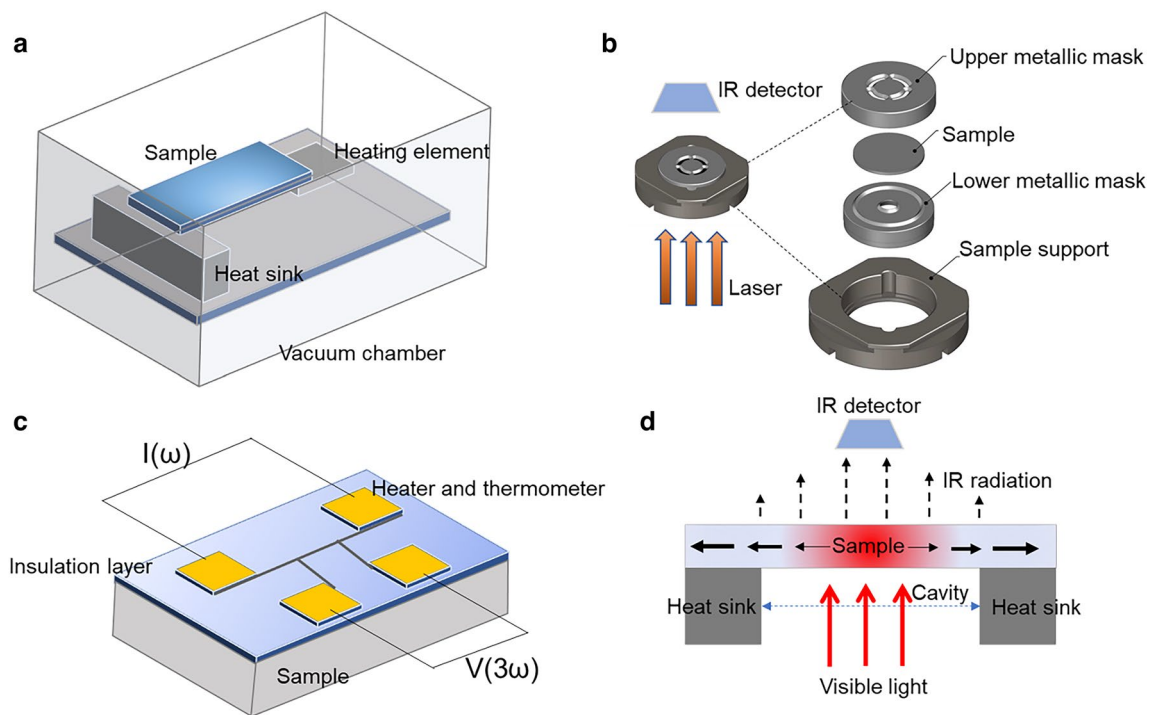 a
Sample
Heating element
Heat sink
Vacuum chamber
b
IR detector
Laser
Upper metallic mask
Sample
Lower metallic mask
Sample support
c
I(ω)
Heater and thermometer
Insulation layer
Sample
V(3ω)
d
IR detector
IR radiation
Sample
Cavity
Heat sink
Heat sink
Visible light